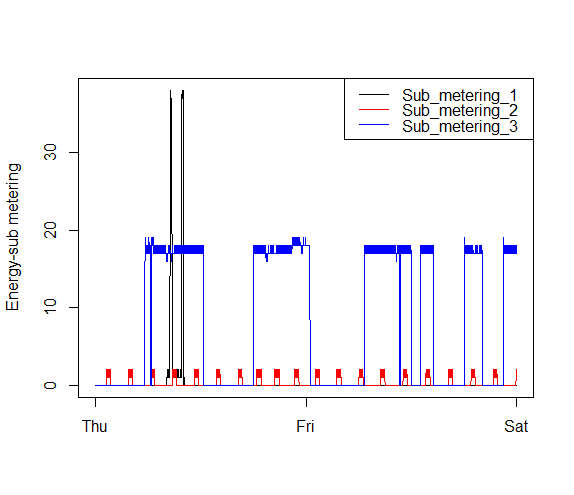 Sub_metering_1
Sub_metering_2
Sub_metering_3
Energy-sub metering
30
20
10
0
Thu
Fri
Sat